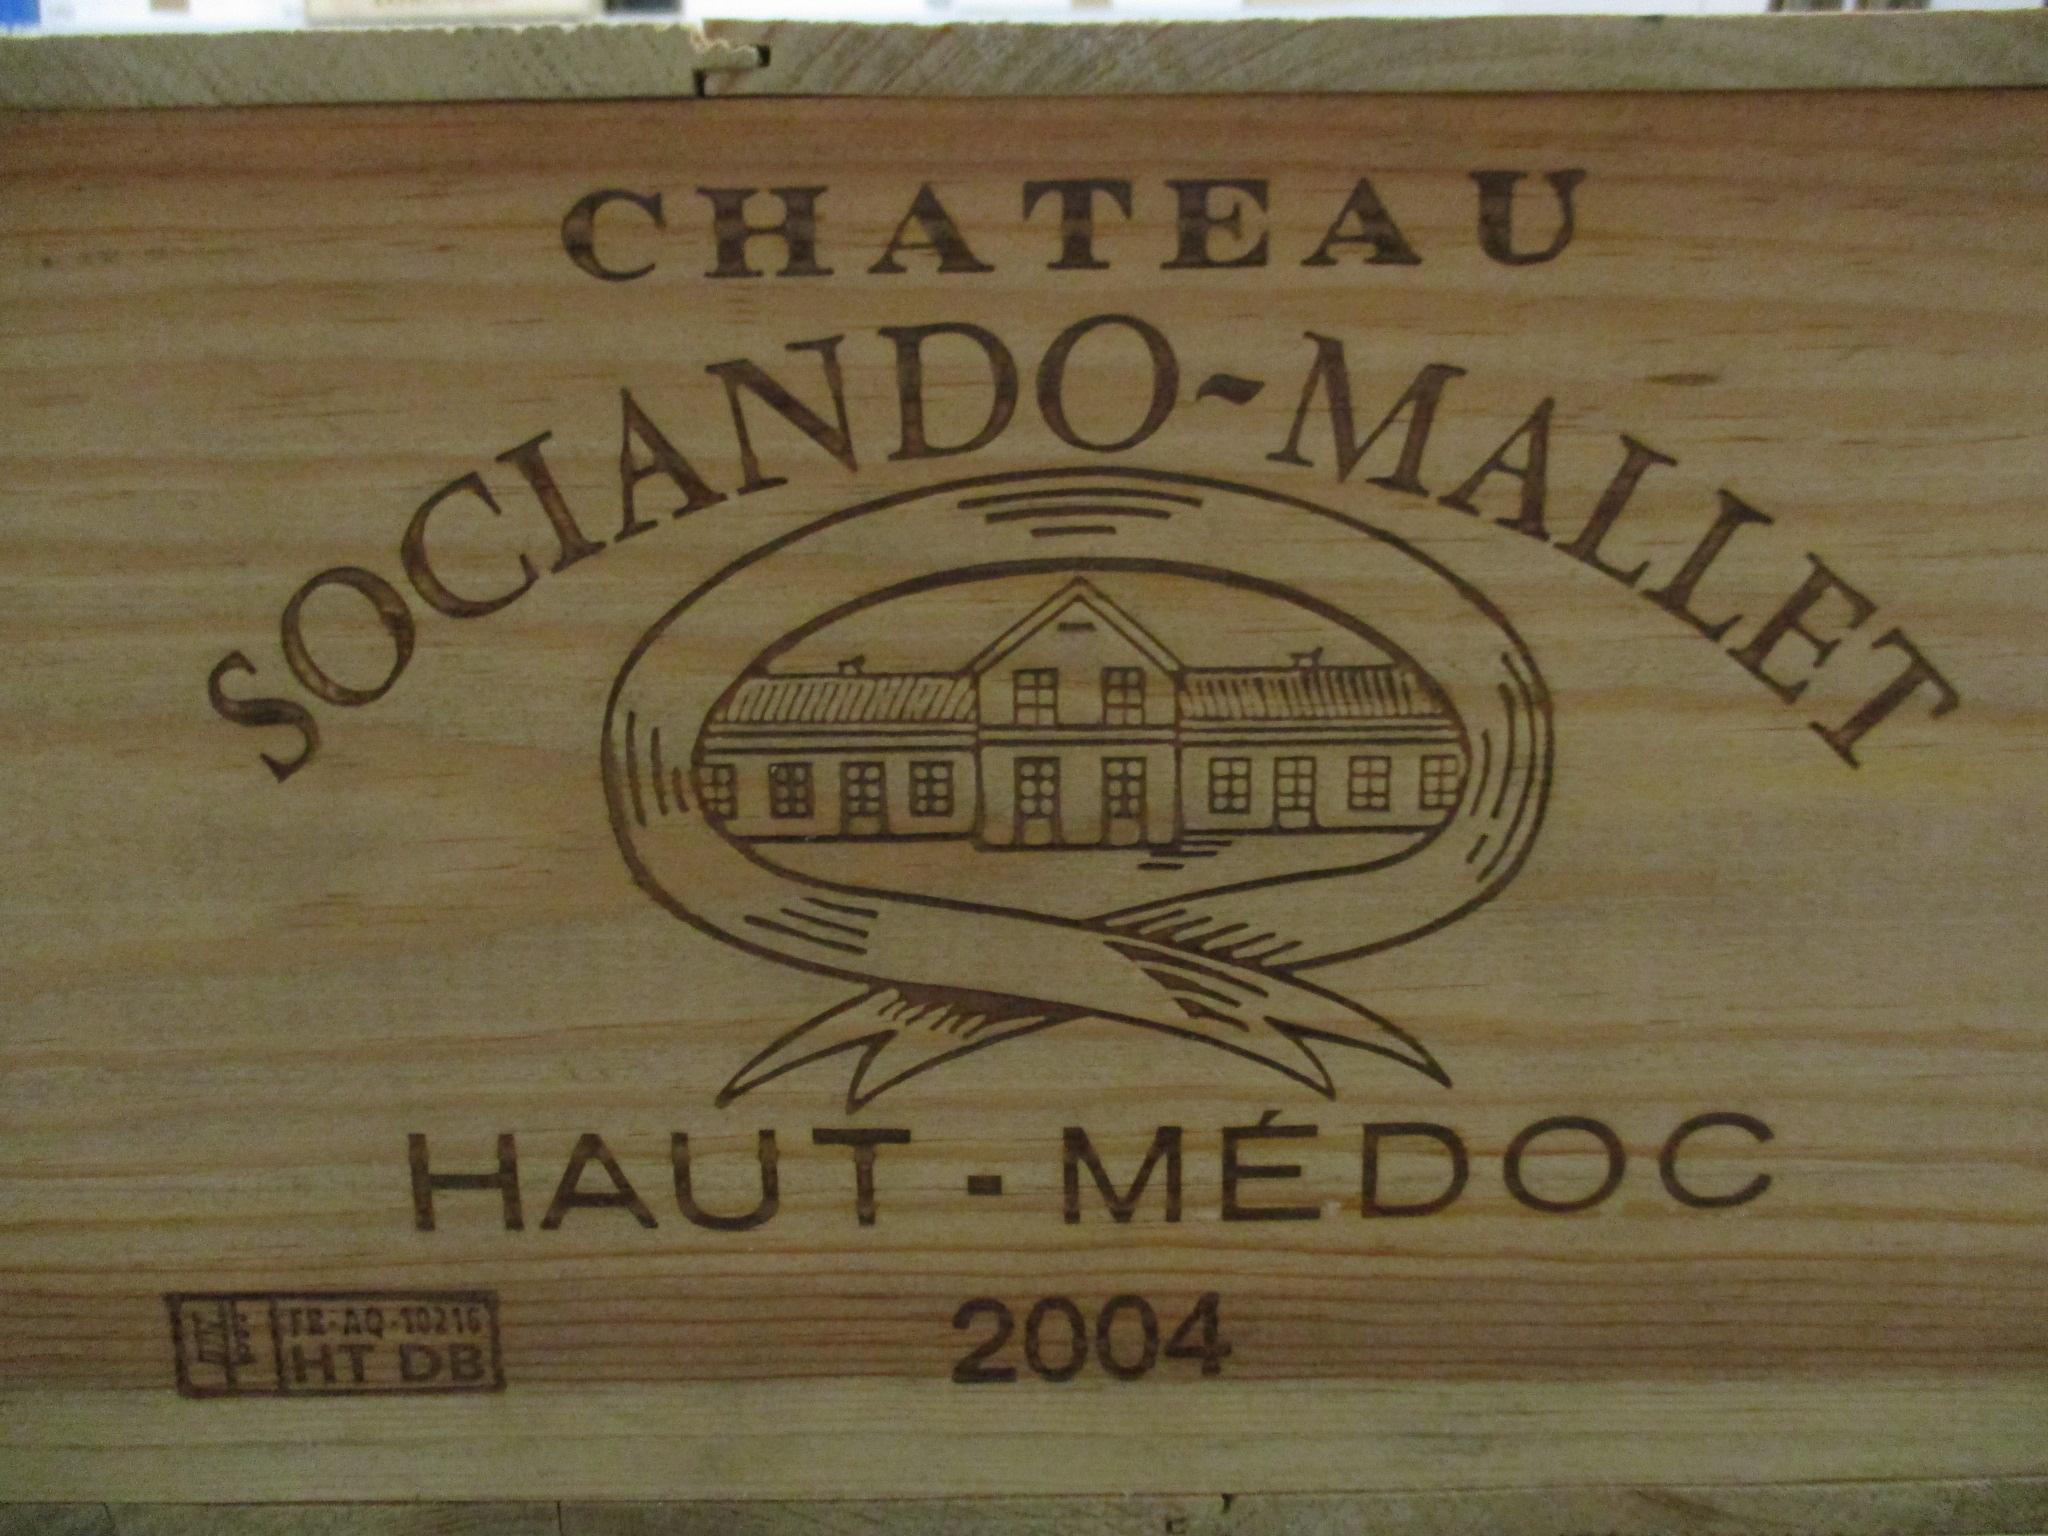 CHATEAU
SOCIANDO-MALLET
HAUT-MÉDOC
2004
FR-AQ-10216
HT DB